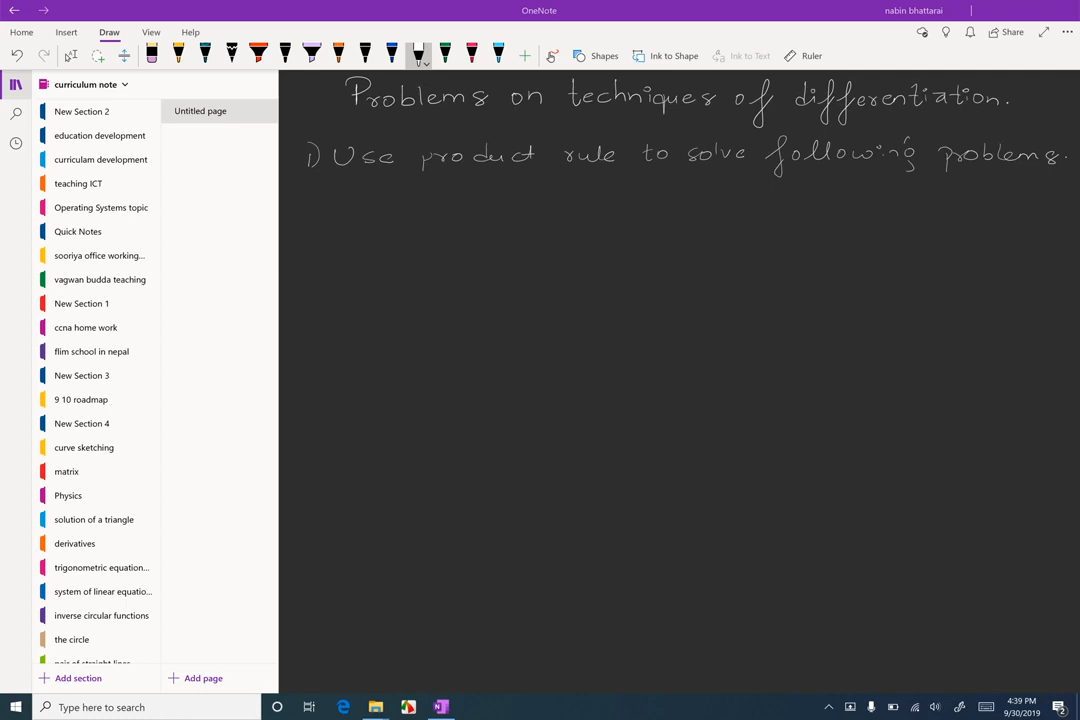 OneNote
nabin bhattarai
Home Insert Draw View Help
Share
Shapes
Ink to Shape
Ink to Text
Ruler
curriculum note
New Section 2
education development
curriculam development
teaching ICT
Operating Systems topic
Quick Notes
sooriya office working...
vagwan budda teaching
New Section 1
ccna home work
flim school in nepal
New Section 3
9 10 roadmap
New Section 4
curve sketching
matrix
Physics
solution of a triangle
derivatives
trigonometric equation...
system of linear equatio...
inverse circular functions
the circle
pair of straight lines
Add section
Untitled page
Add page
Problems on techniques of differentiation.
1) Use product rule to solve following problems.
Type here to search
4:39 PM
9/30/2019
2